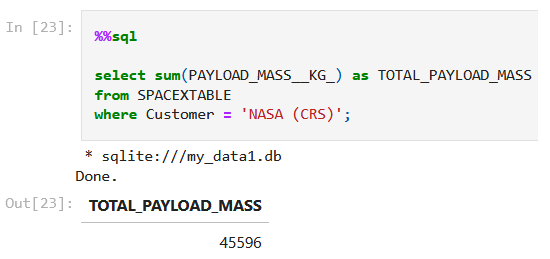 In [23]:
%%sql
select sum(PAYLOAD_MASS__KG_) as TOTAL_PAYLOAD_MASS
from SPACEXTABLE
where Customer = 'NASA (CRS)';
* sqlite:///my_data1.db
Done.
Out[23]:
TOTAL_PAYLOAD_MASS
45596